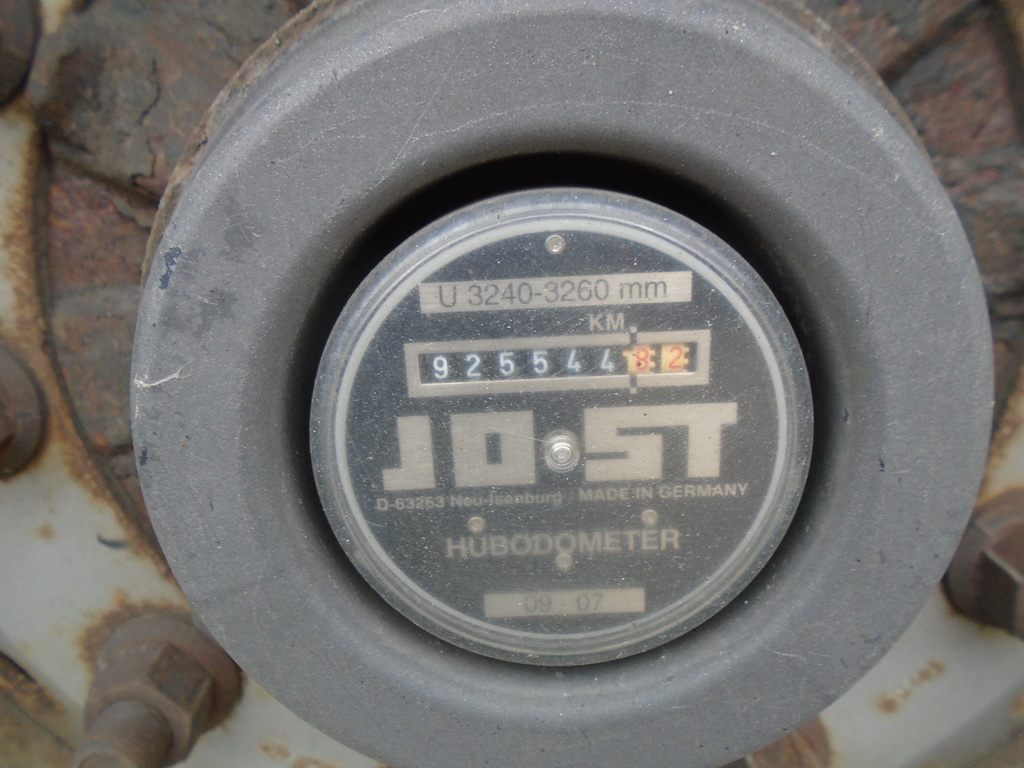 U 3240-3260 mm
KM
92554482
JOST
D-63263 Neu-Isenburg / MADE IN GERMANY
HUBODOMETER
09 - 07